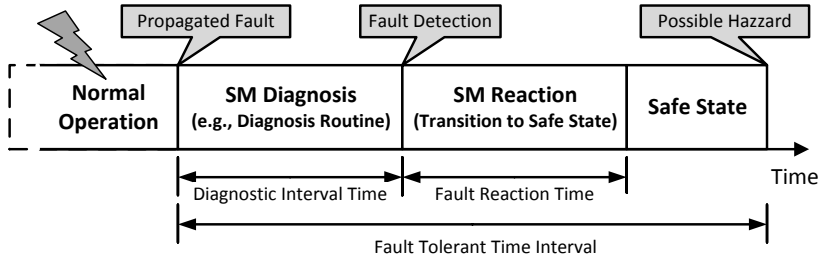 Propagated Fault
Fault Detection
Possible Hazzard
Normal
Operation
SM Diagnosis
(e.g., Diagnosis Routine)
SM Reaction
(Transition to Safe State)
Safe State
Time
Diagnostic Interval Time
Fault Reaction Time
Fault Tolerant Time Interval